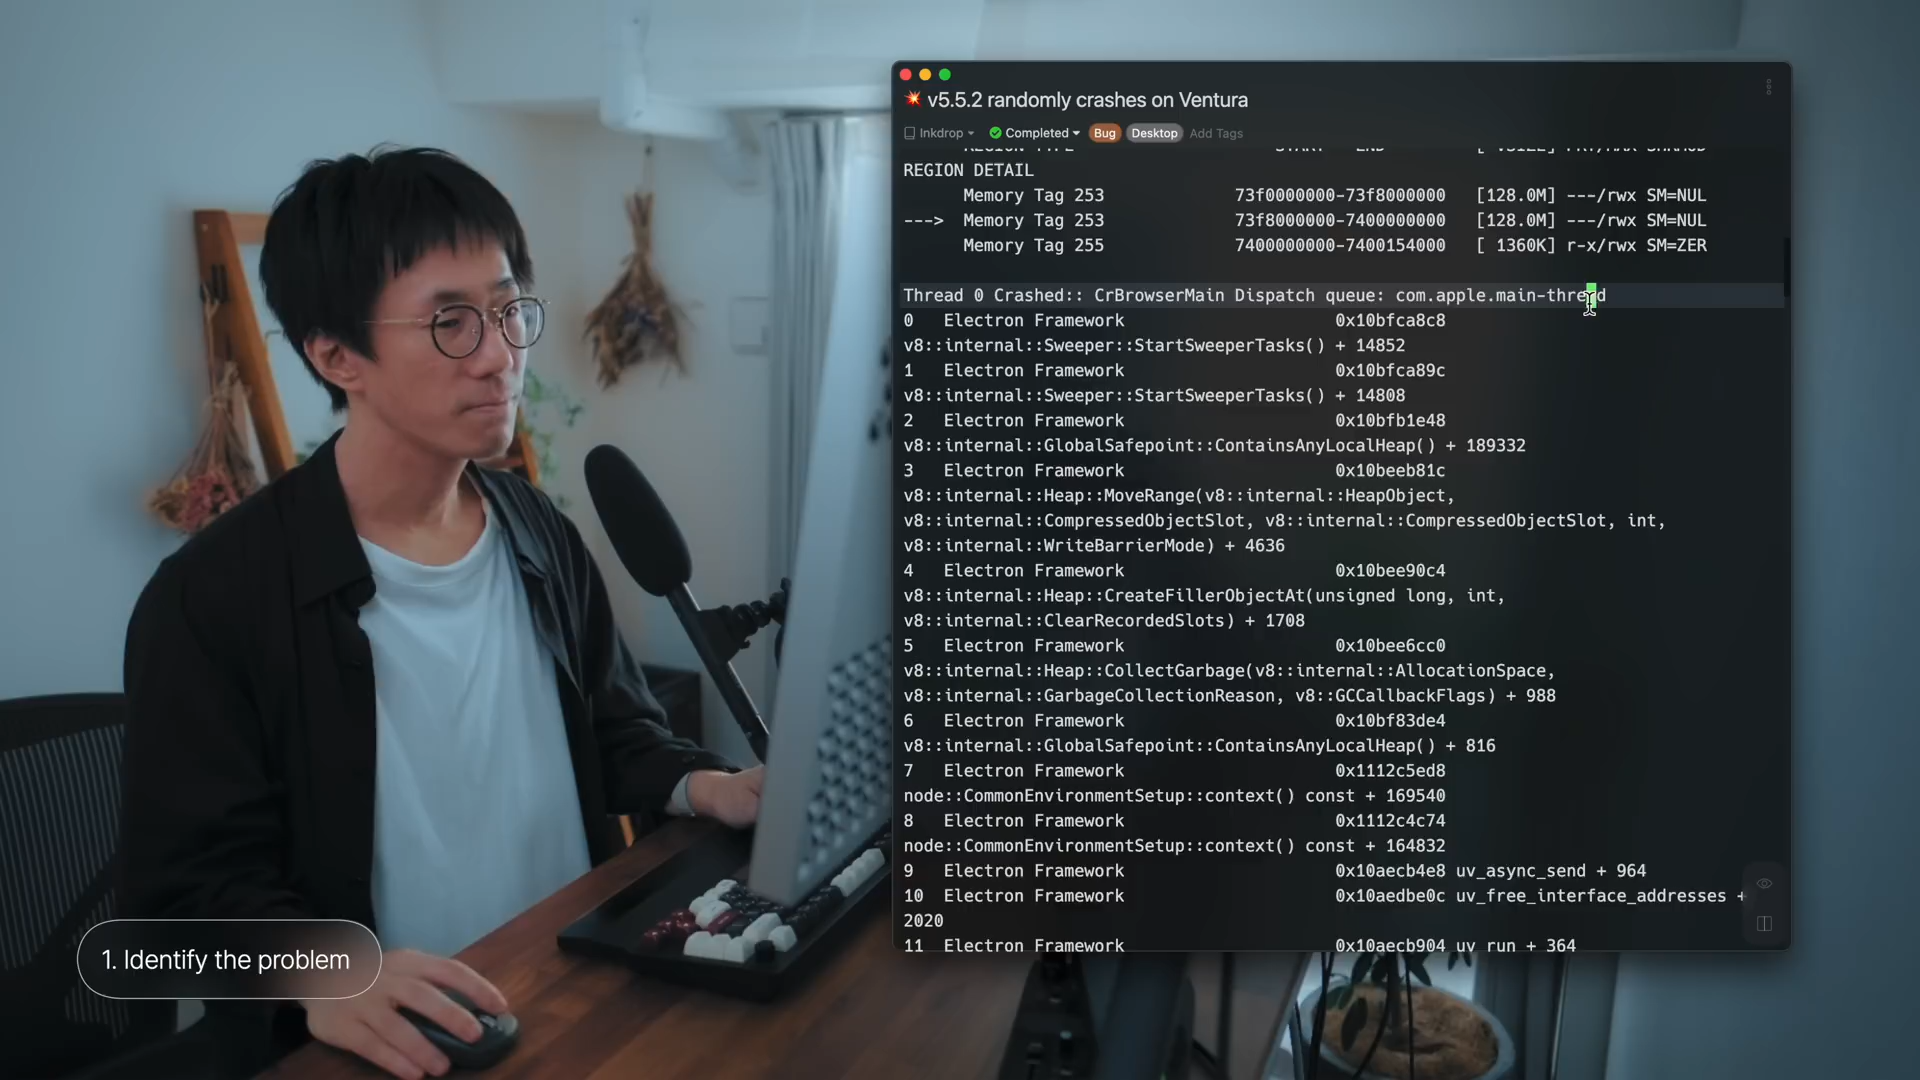 💥 v5.5.2 randomly crashes on Ventura
Inkdrop Completed Bug Desktop Add Tags
REGION DETAIL
Memory Tag 253 73f0000000-73f8000000 [128.0M] ---/rwx SM=NUL
---> Memory Tag 253 73f8000000-7400000000 [128.0M] ---/rwx SM=NUL
Memory Tag 255 7400000000-7400154000 [ 1360K] r-x/rwx SM=ZER
Thread 0 Crashed:: CrBrowserMain Dispatch queue: com.apple.main-thread
0 Electron Framework 0x10bfca8c8
v8::internal::Sweeper::StartSweeperTasks() + 14852
1 Electron Framework 0x10bfca89c
v8::internal::Sweeper::StartSweeperTasks() + 14808
2 Electron Framework 0x10bfb1e48
v8::internal::GlobalSafepoint::ContainsAnyLocalHeap() + 189332
3 Electron Framework 0x10beeb81c
v8::internal::Heap::MoveRange(v8::internal::HeapObject,
v8::internal::CompressedObjectSlot, v8::internal::CompressedObjectSlot, int,
v8::internal::WriteBarrierMode) + 4636
4 Electron Framework 0x10bee90c4
v8::internal::Heap::CreateFillerObjectAt(unsigned long, int,
v8::internal::ClearRecordedSlots) + 1708
5 Electron Framework 0x10bee6cc0
v8::internal::Heap::CollectGarbage(v8::internal::AllocationSpace,
v8::internal::GarbageCollectionReason, v8::GCCallbackFlags) + 988
6 Electron Framework 0x10bf83de4
v8::internal::GlobalSafepoint::ContainsAnyLocalHeap() + 816
7 Electron Framework 0x1112c5ed8
node::CommonEnvironmentSetup::context() const + 169540
8 Electron Framework 0x1112c4c74
node::CommonEnvironmentSetup::context() const + 164832
9 Electron Framework 0x10aecb4e8 uv_async_send + 964
10 Electron Framework 0x10aedbe0c uv_free_interface_addresses +
2020
11 Electron Framework 0x10aecb904 uv_run + 364
1. Identify the problem